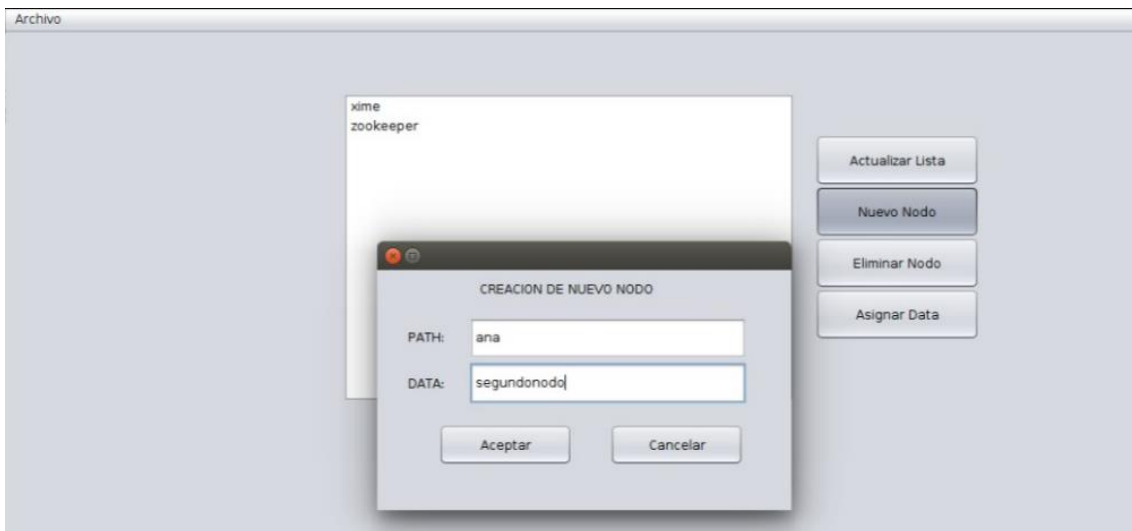 Archivo
xime
zookeeper
Actualizar Lista
Nuevo Nodo
Eliminar Nodo
Asignar Data
CREACION DE NUEVO NODO
PATH: ana
DATA: segundonodo
Aceptar Cancelar